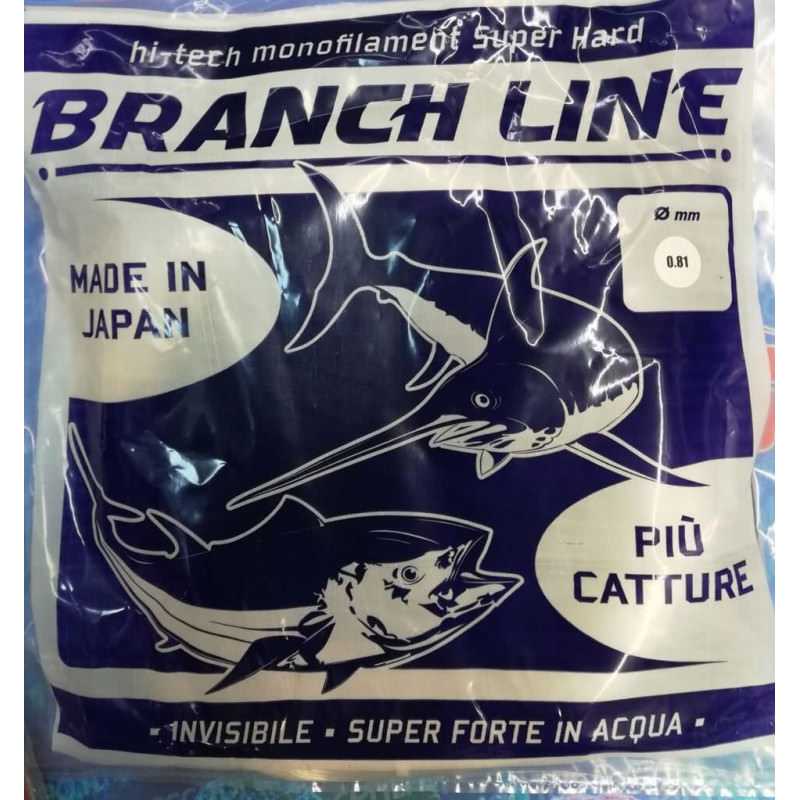 hi-tech monofilament Super Hard
BRANCH LINE
Ø mm
0.81
MADE IN
JAPAN
PIÙ
CATTURE
▪ INVISIBILE ▪ SUPER FORTE IN ACQUA ▪